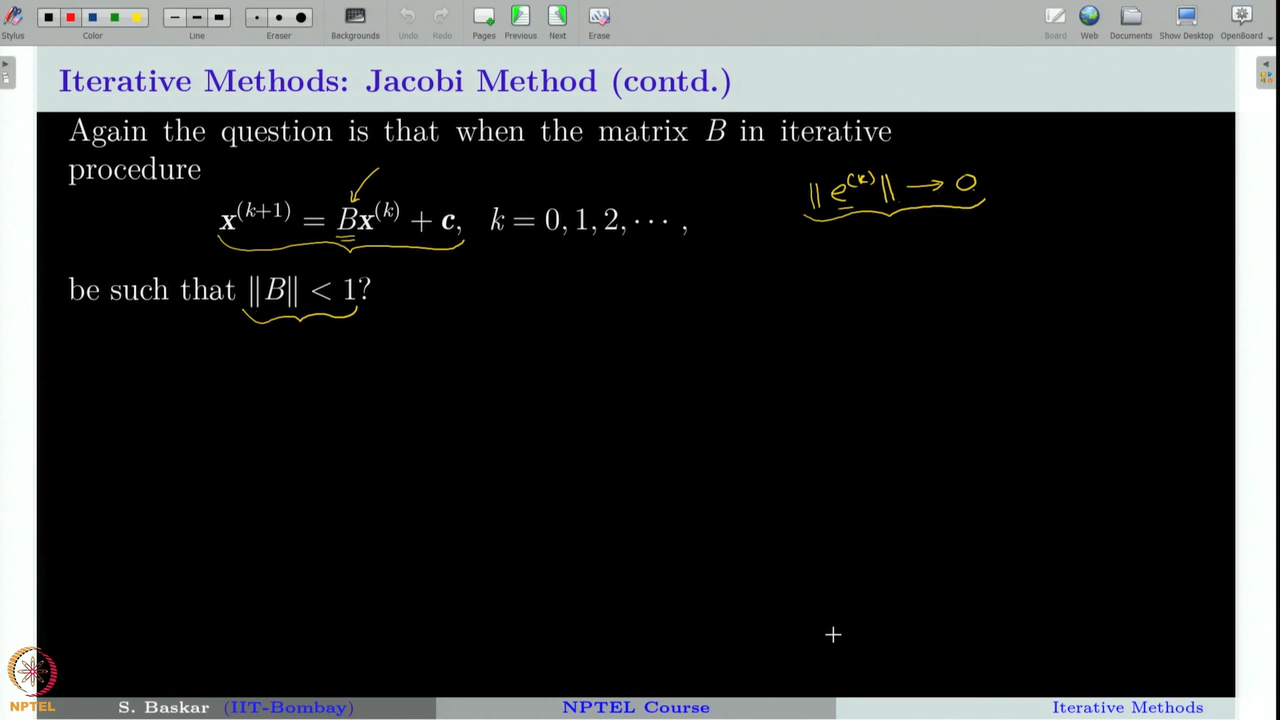 Stylus Color Line Eraser Backgrounds Undo Redo Pages Previous Next Erase Board Web Documents Show Desktop OpenBoard
Iterative Methods: Jacobi Method (contd.)
Again the question is that when the matrix B in iterative
procedure
‖e^(k)‖ → 0
x^(k+1) = Bx^(k) + c, k = 0, 1, 2, ⋯ ,
be such that ‖B‖ < 1?
NPTEL
S. Baskar (IIT-Bombay) NPTEL Course Iterative Methods